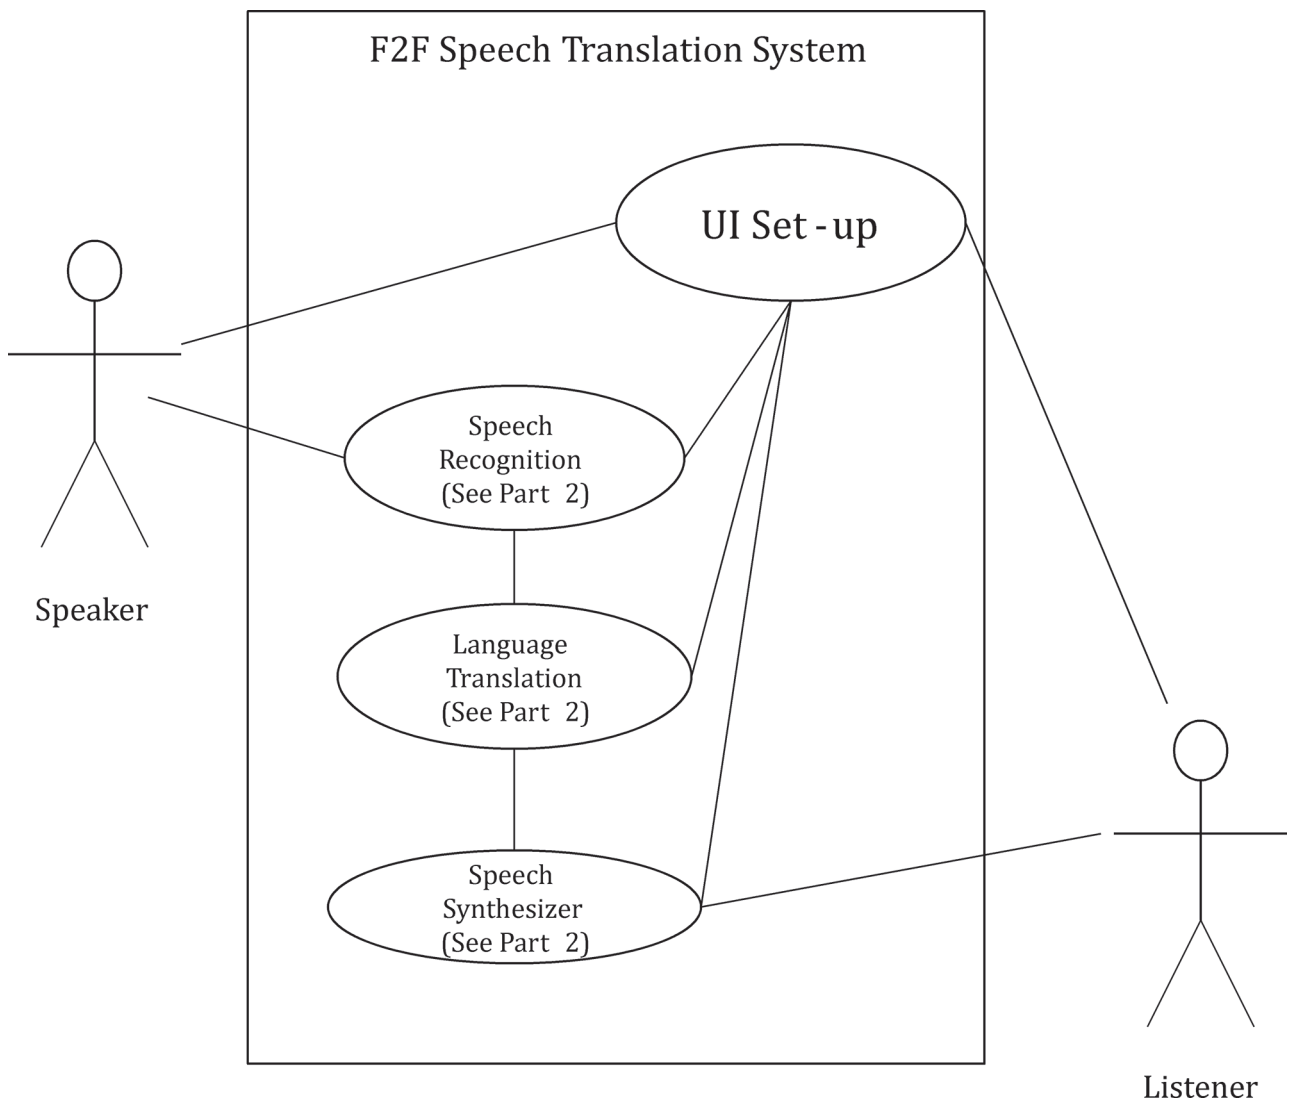 F2F Speech Translation System
UI Set-up
Speech
Recognition
(See Part 2)
Speaker
Language
Translation
(See Part 2)
Speech
Synthesizer
(See Part 2)
Listener